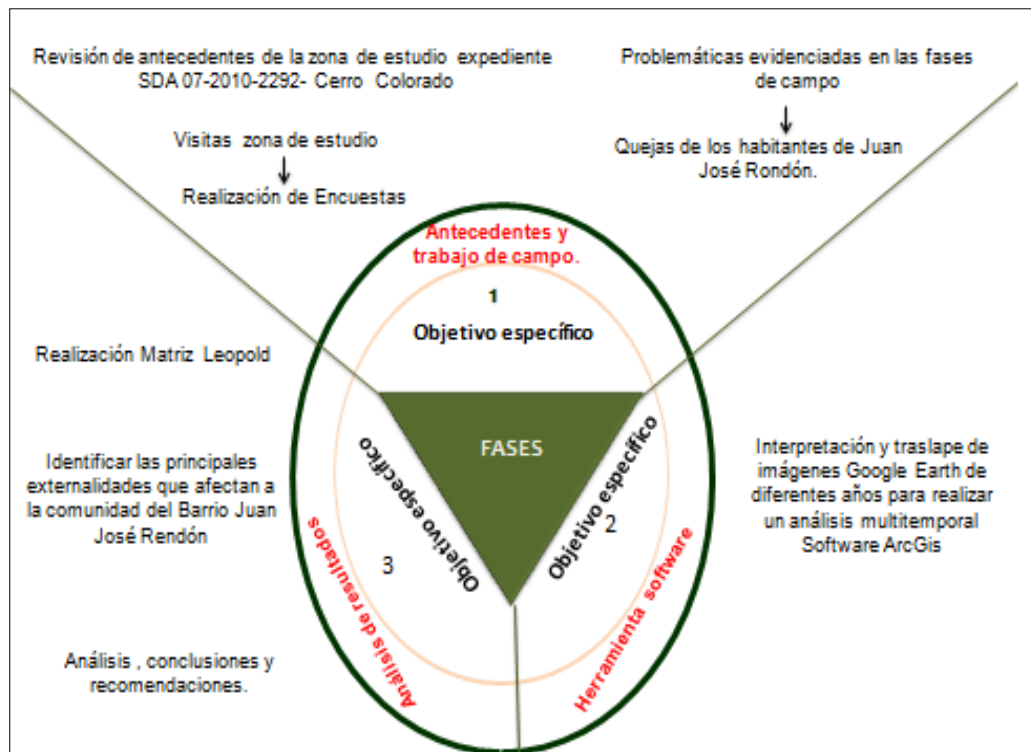 Revisión de antecedentes de la zona de estudio expediente
SDA 07-2010-2292- Cerro Colorado
Visitas zona de estudio
Realización de Encuestas
Problemáticas evidenciadas en las fases
de campo
Quejas de los habitantes de Juan
José Rondón.
Antecedentes y
trabajo de campo.
1
Objetivo específico
FASES
Objetivo específico
2
Herramienta software
Interpretación y traslape de
imágenes Google Earth de
diferentes años para realizar
un análisis multitemporal
Software ArcGis
Objetivo específico
3
Análisis de resultados
Realización Matriz Leopold
Identificar las principales
externalidades que afectan a
la comunidad del Barrio Juan
José Rendón
Análisis , conclusiones y
recomendaciones.